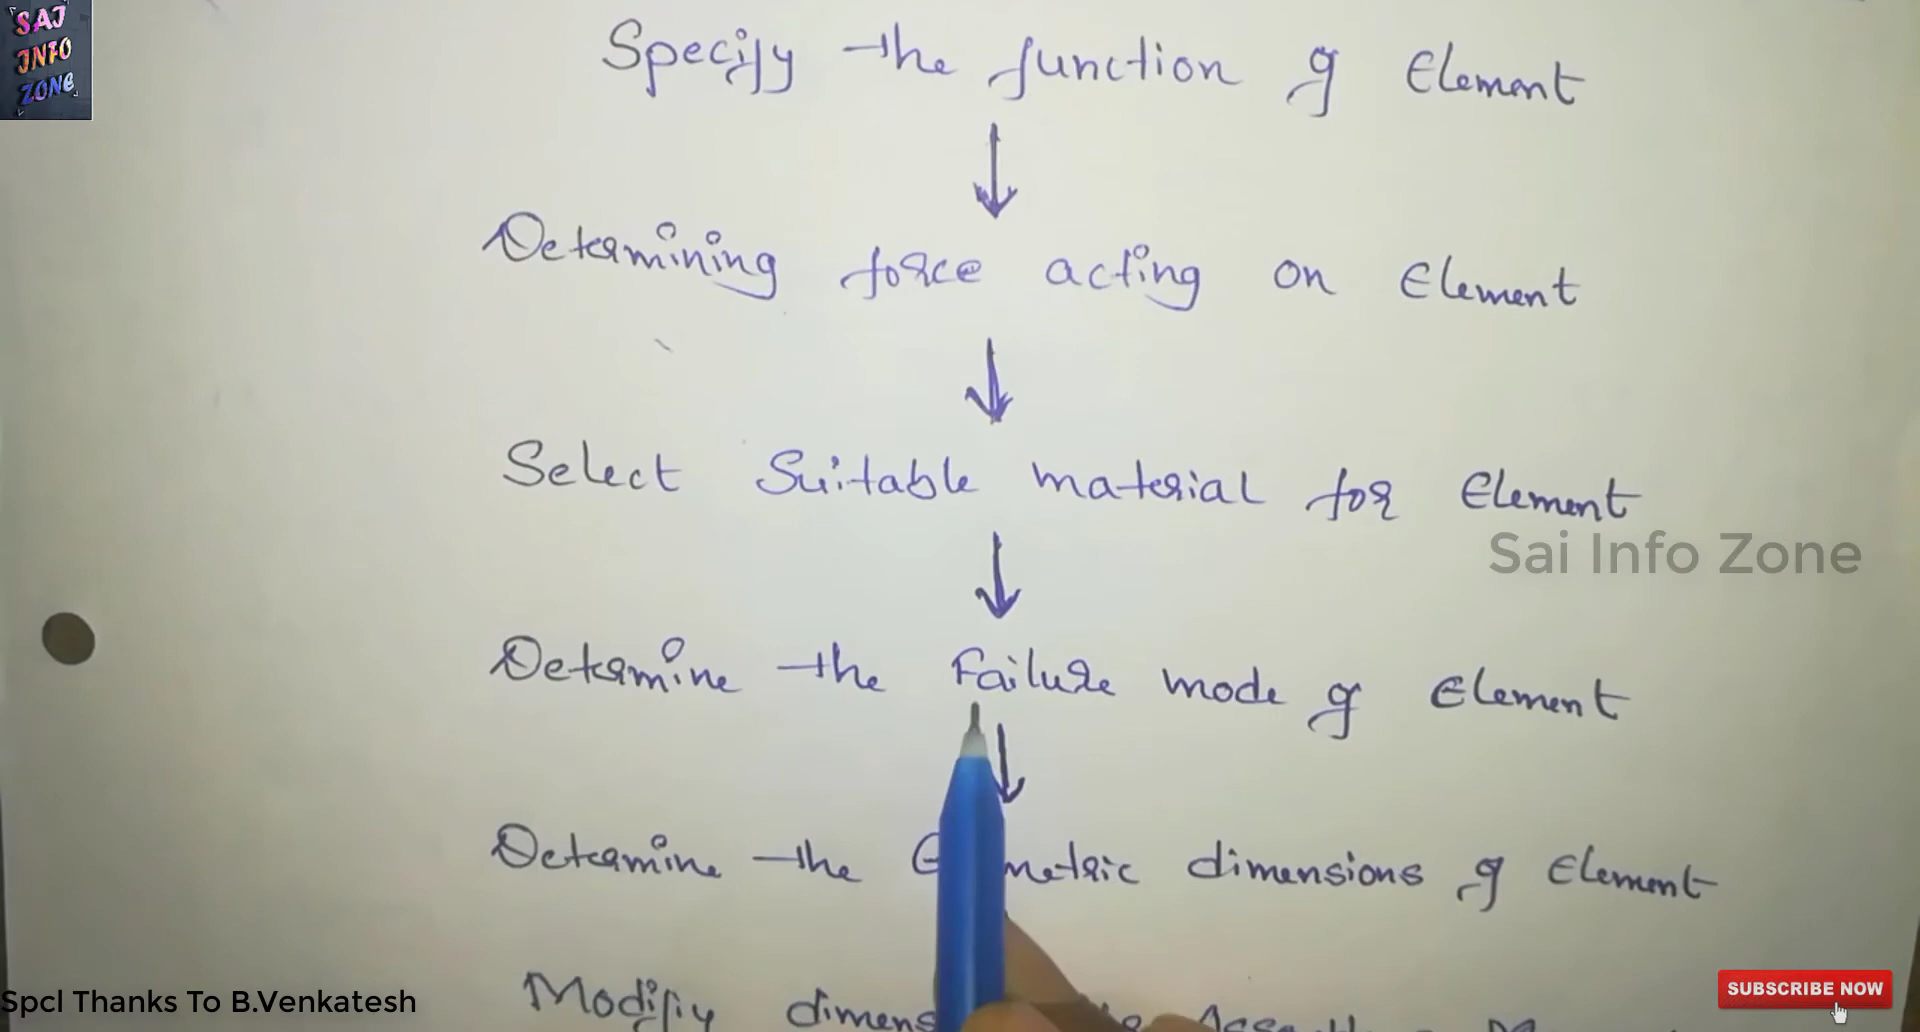 SAI
INFO
ZONE
Specify the function of Element
Determining force acting on Element
Select Suitable material for Element
Sai Info Zone
Determine the Failure mode of Element
Determine the metric dimensions of Element
Modifiy
Spcl Thanks To B.Venkatesh
SUBSCRIBE NOW